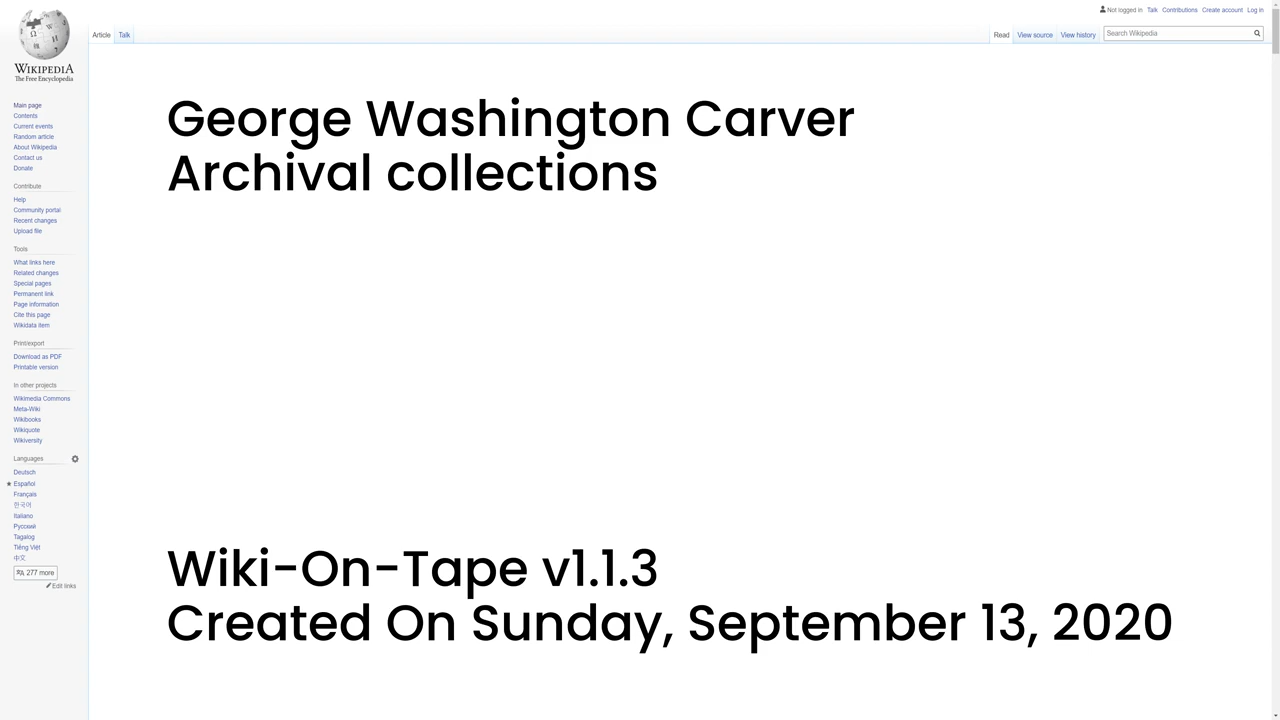 Not logged in Talk Contributions Create account Log in
Article Talk Read View source View history Search Wikipedia
WIKIPEDIA
The Free Encyclopedia
Main page
Contents
Current events
Random article
About Wikipedia
Contact us
Donate
Contribute
Help
Community portal
Recent changes
Upload file
Tools
What links here
Related changes
Special pages
Permanent link
Page information
Cite this page
Wikidata item
Print/export
Download as PDF
Printable version
In other projects
Wikimedia Commons
Meta-Wiki
Wikibooks
Wikiquote
Wikiversity
Languages
Deutsch
Español
Français
한국어
Italiano
Русский
Tagalog
Tiếng Việt
中文
277 more
Edit links
George Washington Carver
Archival collections
Wiki-On-Tape v1.1.3
Created On Sunday, September 13, 2020